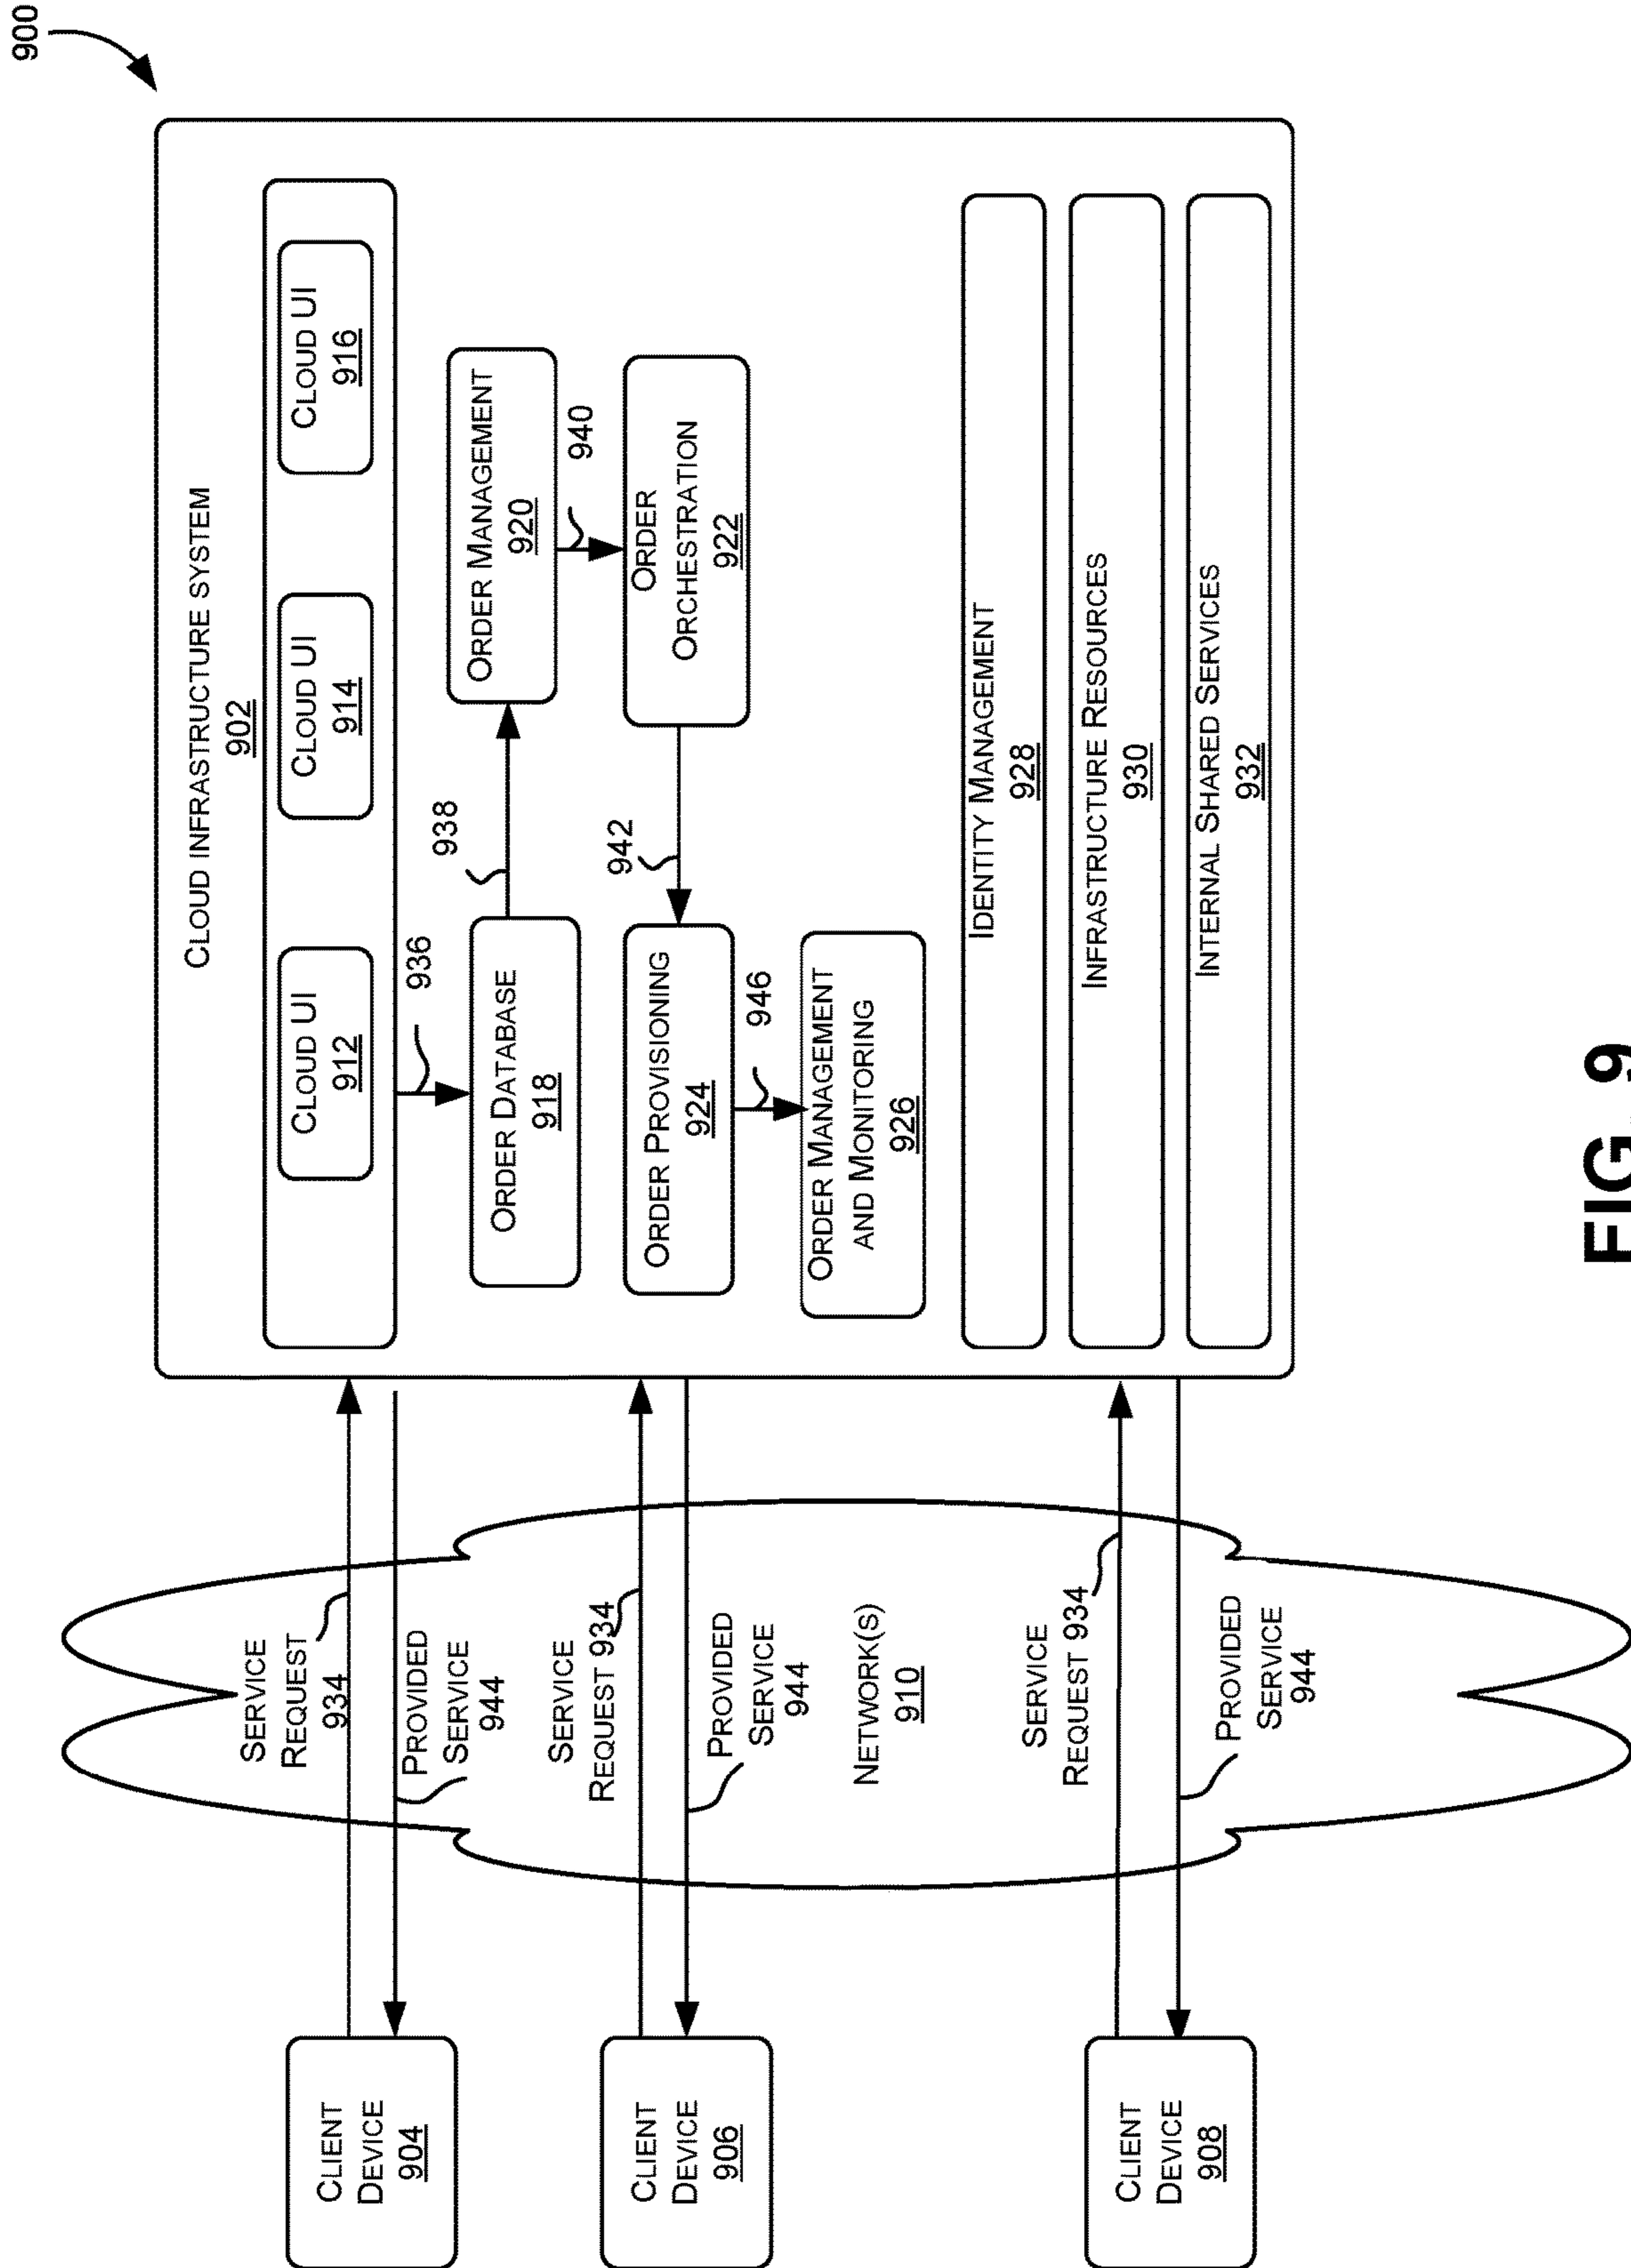 900
CLOUD INFRASTRUCTURE SYSTEM
902
CLOUD UI
912
CLOUD UI
914
CLOUD UI
916
936
ORDER DATABASE
918
938
ORDER MANAGEMENT
920
940
ORDER
ORCHESTRATION
922
942
ORDER PROVISIONING
924
946
ORDER MANAGEMENT
AND MONITORING
926
IDENTITY MANAGEMENT
928
INFRASTRUCTURE RESOURCES
930
INTERNAL SHARED SERVICES
932
SERVICE
REQUEST
934
PROVIDED
SERVICE
944
SERVICE
REQUEST 934
PROVIDED
SERVICE
944
NETWORK(S)
910
SERVICE
REQUEST 934
PROVIDED
SERVICE
944
CLIENT
DEVICE
904
CLIENT
DEVICE
906
CLIENT
DEVICE
908
FIG. 9